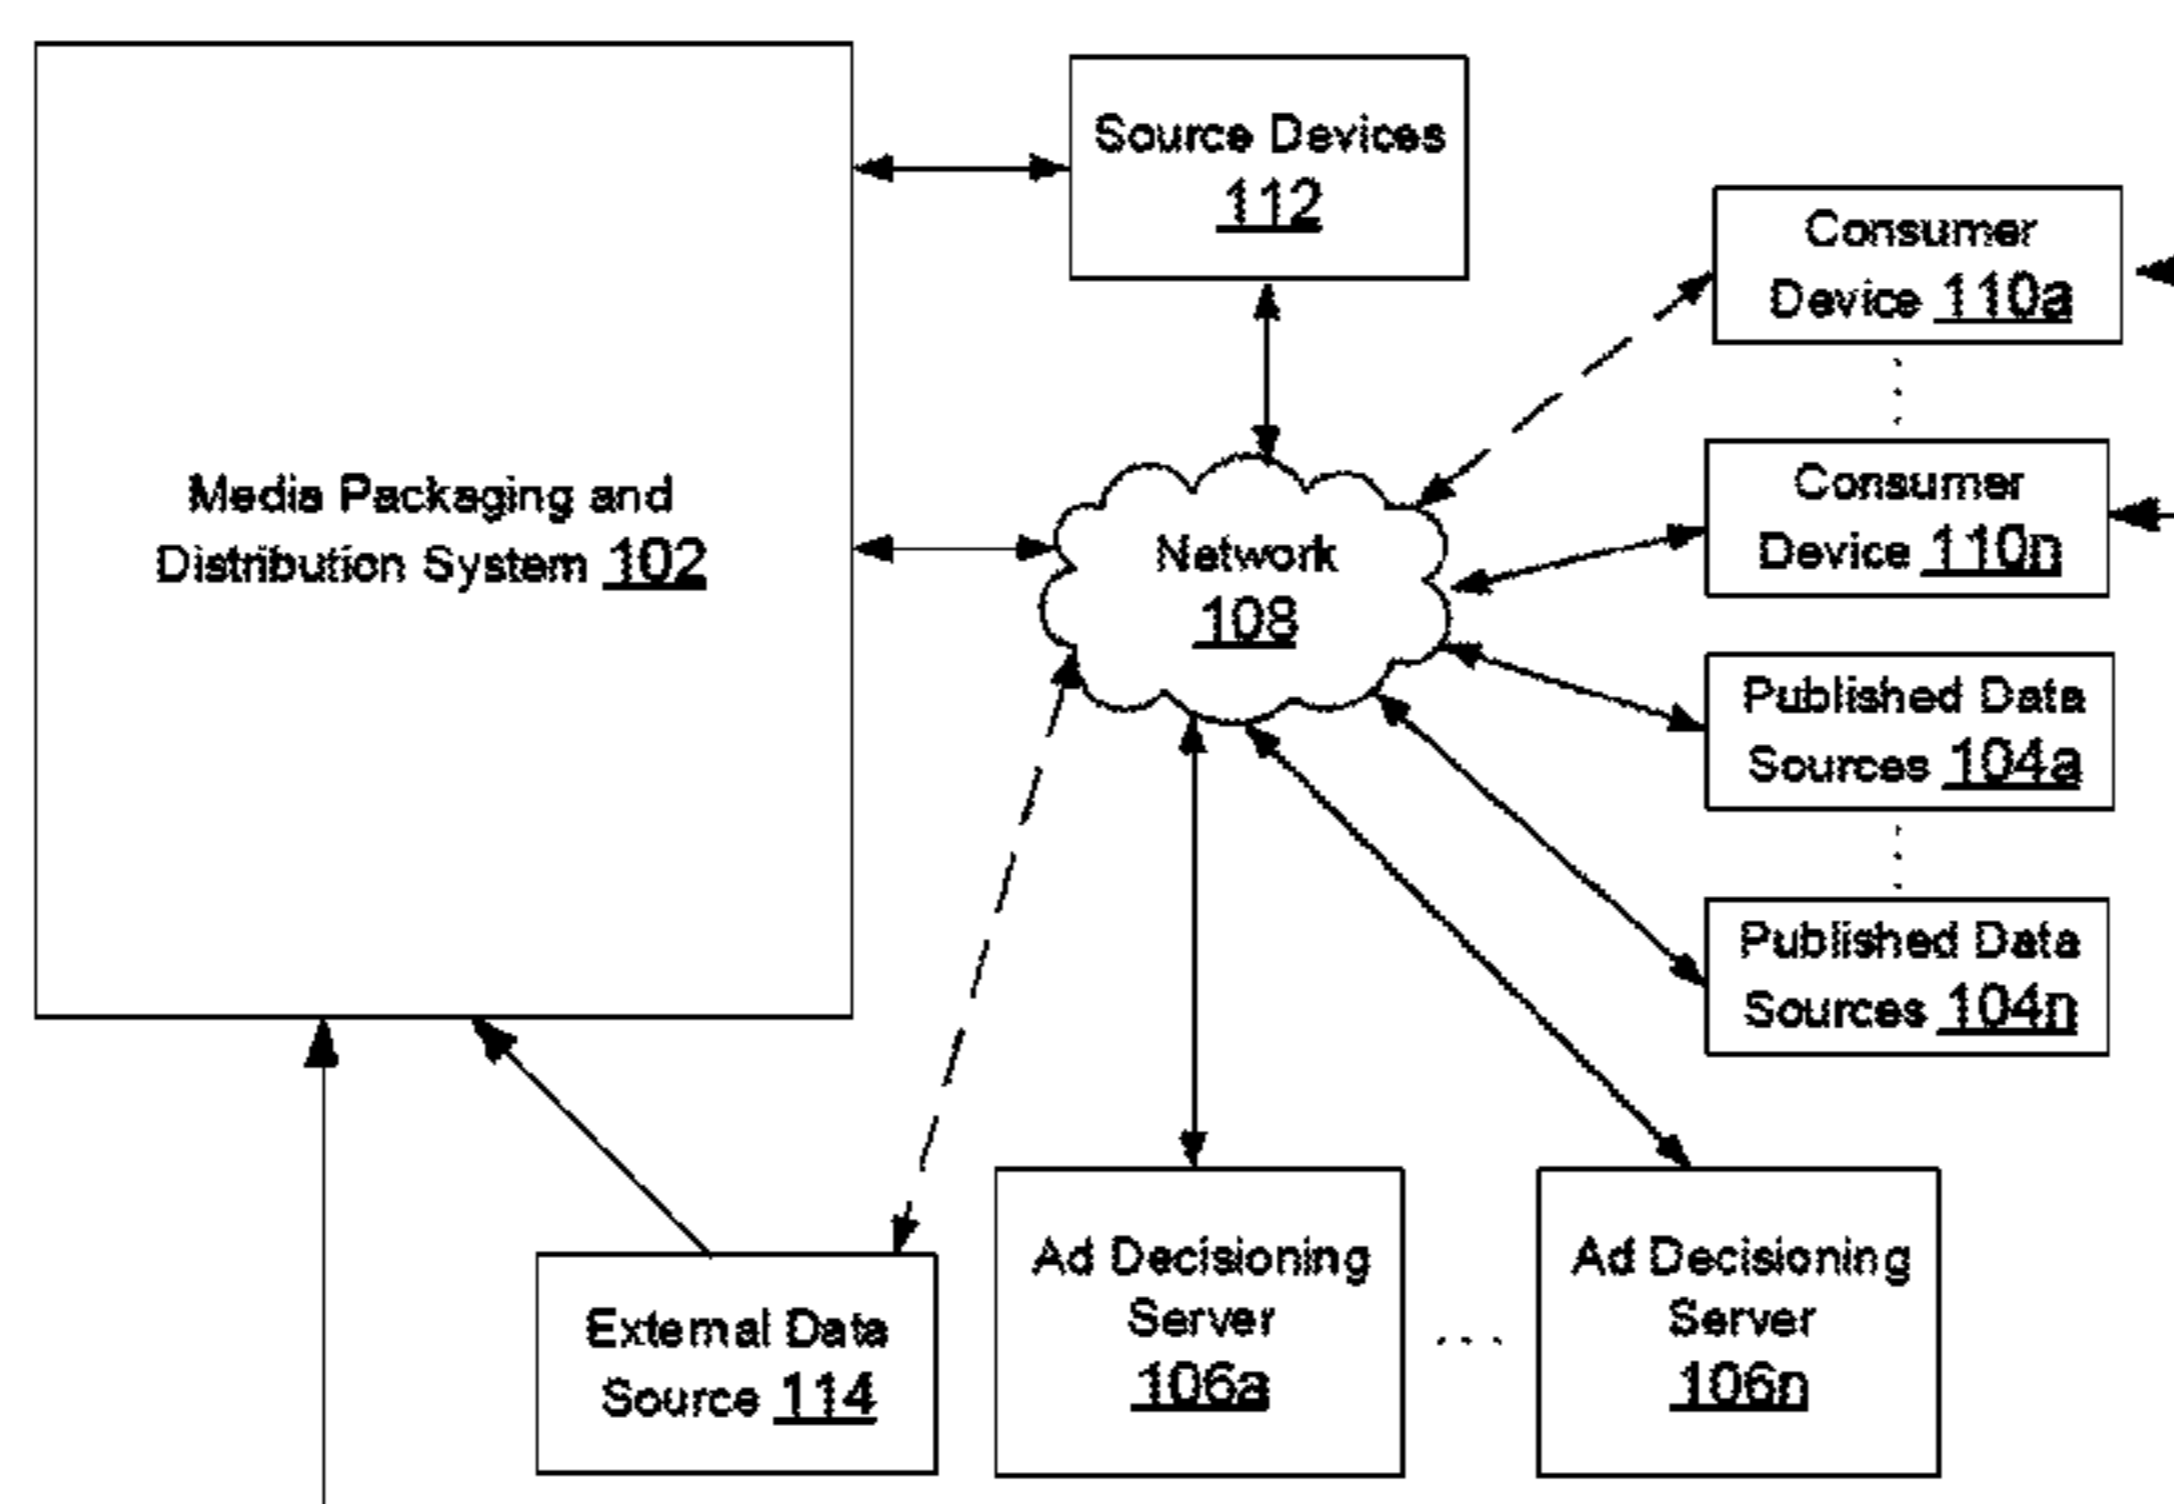 Source Devices
112
Consumer
Device 110a
Media Packaging and
Distribution System 102
Network
108
Consumer
Device 110n
Published Data
Sources 104a
Published Data
Sources 104n
External Data
Source 114
Ad Decisioning
Server
106a
Ad Decisioning
Server
106n